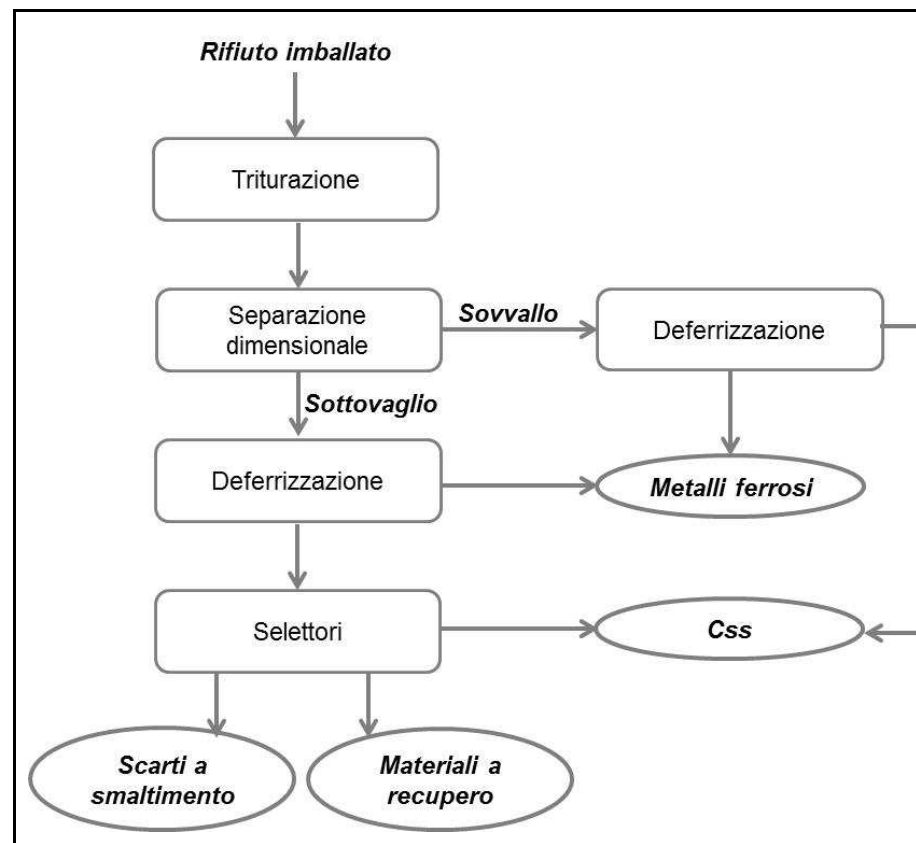 Rifiuto imballato
Triturazione
Separazione
dimensionale
Sovvallo
Deferrizzazione
Sottovaglio
Deferrizzazione
Metalli ferrosi
Selettori
Css
Scarti a
smaltimento
Materiali a
recupero